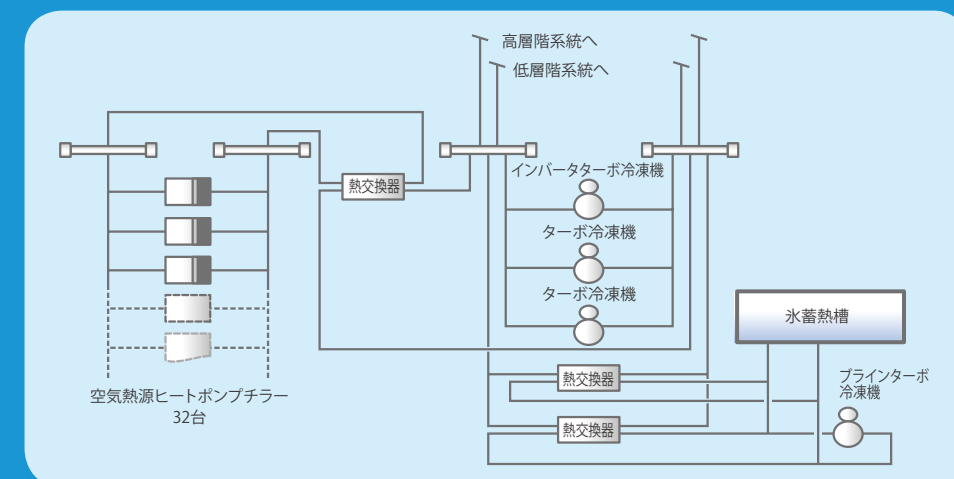 高層階系統へ
低層階系統へ
インバータターボ冷凍機
熱交換器
ターボ冷凍機
ターボ冷凍機
氷蓄熱槽
熱交換器
ブラインターボ
冷凍機
空気熱源ヒートポンプチラー
32台
熱交換器